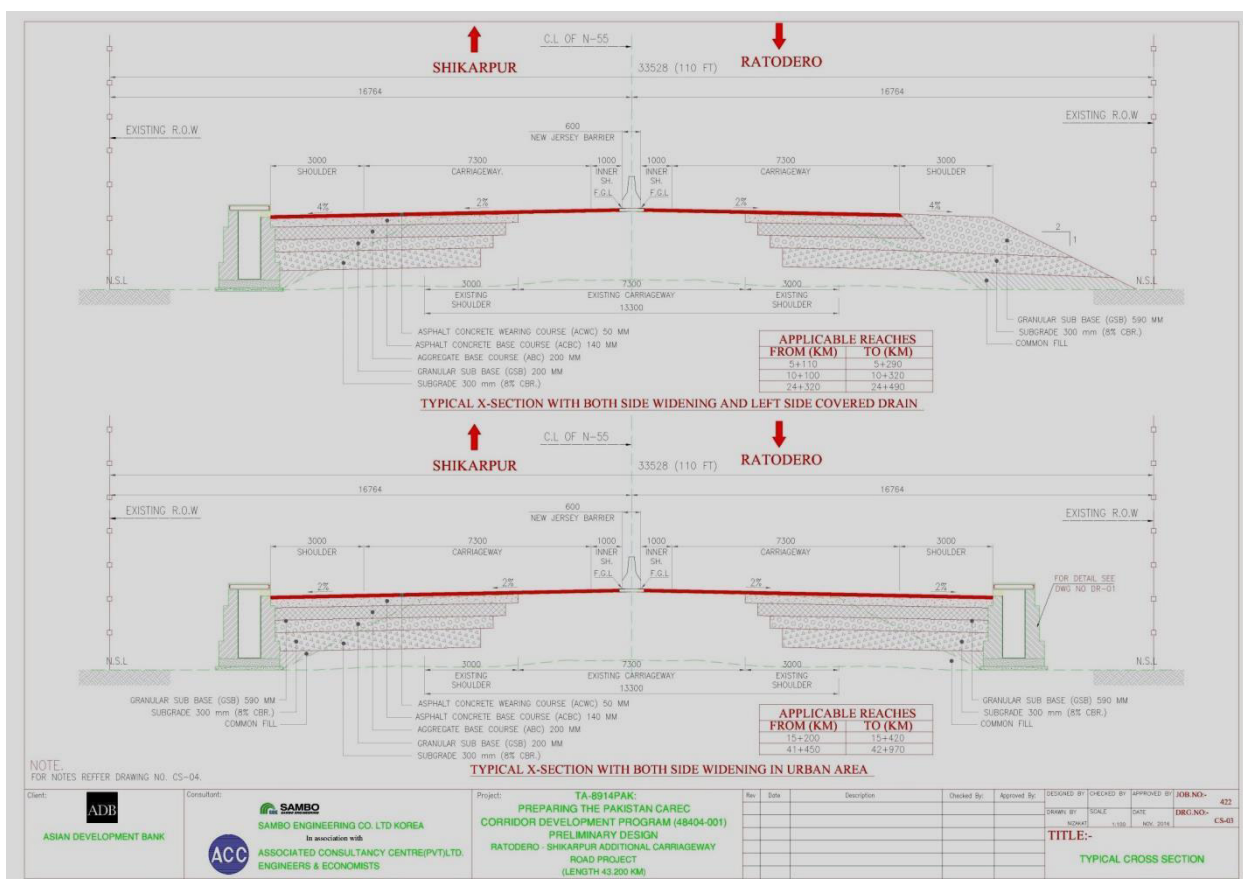 SHIKARPUR
C.L OF N-55
RATODERO
33528 (110 FT)
16764
16764
EXISTING R.O.W
EXISTING R.O.W
600
NEW JERSEY BARRIER
3000
SHOULDER
7300
CARRIAGEWAY.
1000
INNER
SH.
F.G.L
1000
INNER
SH.
7300
CARRIAGEWAY
3000
SHOULDER
4%
2%
2%
4%
2
1
N.S.L
N.S.L
3000
EXISTING
SHOULDER
7300
EXISTING CARRIAGEWAY
3000
EXISTING
SHOULDER
13300
ASPHALT CONCRETE WEARING COURSE (ACWC) 50 MM
ASPHALT CONCRETE BASE COURSE (ACBC) 140 MM
AGGREGATE BASE COURSE (ABC) 200 MM
GRANULAR SUB BASE (GSB) 200 MM
SUBGRADE 300 mm (8% CBR.)
GRANULAR SUB BASE (GSB) 590 MM
SUBGRADE 300 mm (8% CBR.)
COMMON FILL
APPLICABLE REACHES
FROM (KM) TO (KM)
5+110 5+290
10+100 10+320
24+320 24+490
TYPICAL X-SECTION WITH BOTH SIDE WIDENING AND LEFT SIDE COVERED DRAIN
SHIKARPUR
C.L OF N-55
RATODERO
33528 (110 FT)
16764
16764
EXISTING R.O.W
EXISTING R.O.W
600
NEW JERSEY BARRIER
3000
SHOULDER
7300
CARRIAGEWAY
1000
INNER
SH.
F.G.L
1000
INNER
SH.
F.G.L
7300
CARRIAGEWAY
3000
SHOULDER
2%
2%
2%
2%
FOR DETAIL SEE
DWG NO DR-01
N.S.L
N.S.L
3000
EXISTING
SHOULDER
7300
EXISTING CARRIAGEWAY
3000
EXISTING
SHOULDER
13300
GRANULAR SUB BASE (GSB) 590 MM
SUBGRADE 300 mm (8% CBR.)
COMMON FILL
ASPHALT CONCRETE WEARING COURSE (ACWC) 50 MM
ASPHALT CONCRETE BASE COURSE (ACBC) 140 MM
AGGREGATE BASE COURSE (ABC) 200 MM
GRANULAR SUB BASE (GSB) 200 MM
SUBGRADE 300 mm (8% CBR.)
GRANULAR SUB BASE (GSB) 590 MM
SUBGRADE 300 mm (8% CBR.)
COMMON FILL
APPLICABLE REACHES
FROM (KM) TO (KM)
15+200 15+420
41+450 42+970
TYPICAL X-SECTION WITH BOTH SIDE WIDENING IN URBAN AREA
NOTE.
FOR NOTES REFFER DRAWING NO. CS-04.
Client:
ADB
ASIAN DEVELOPMENT BANK
Consultant:
SAMBO
SAMBO ENGINEERING CO. LTD KOREA
In association with
ACC
ASSOCIATED CONSULTANCY CENTRE(PVT)LTD.
ENGINEERS & ECONOMISTS
Project:
TA-8914PAK:
PREPARING THE PAKISTAN CAREC
CORRIDOR DEVELOPMENT PROGRAM (48404-001)
PRELIMINARY DESIGN
RATODERO - SHIKARPUR ADDITIONAL CARRIAGEWAY
ROAD PROJECT
(LENGTH 43.200 KM)
Rev Date Description Checked By: Approved By:
DESIGNED BY CHECKED BY APPROVED BY JOB.NO:-
422
DRAWN BY SCALE DATE DRG.NO:-
1:100 NOV, 2016 CS-03
TITLE:-
TYPICAL CROSS SECTION